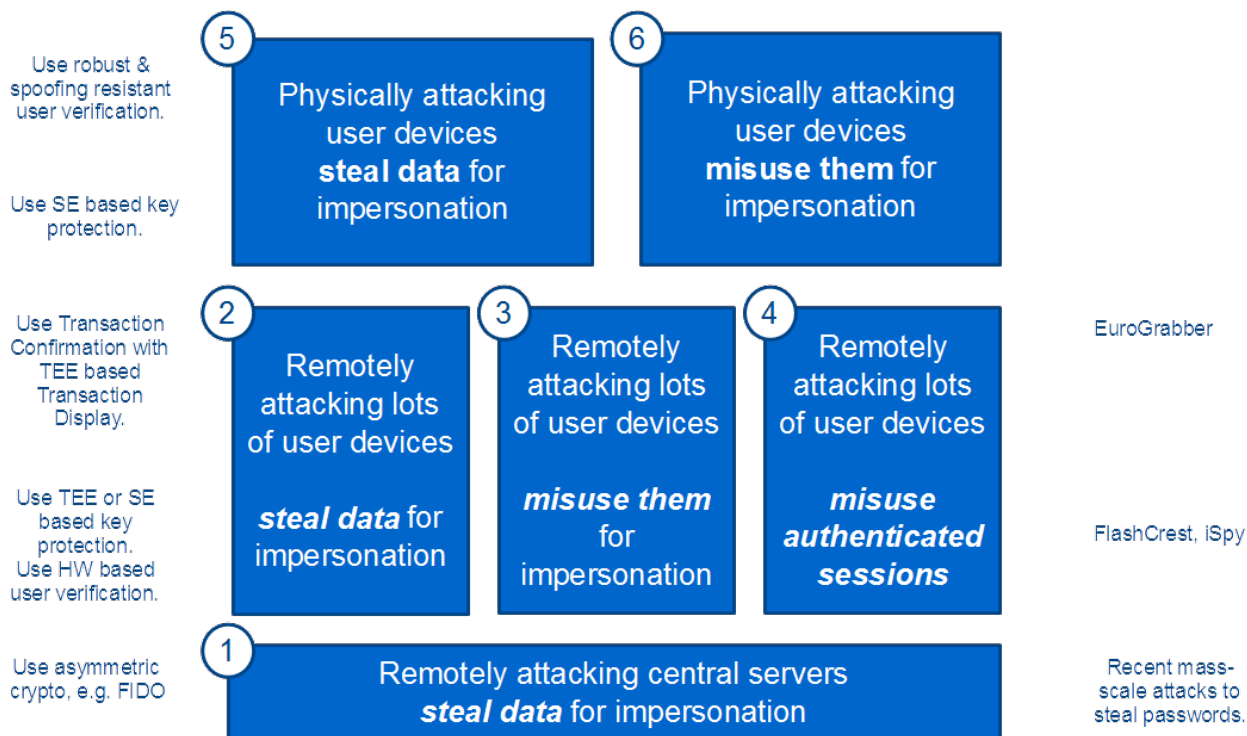 5
6
Use robust &
spoofing resistant
user verification.
Physically attacking
user devices
steal data for
impersonation
Physically attacking
user devices
misuse them for
impersonation
Use SE based key
protection.
2
3
4
Use Transaction
Confirmation with
TEE based
Transaction
Display.
Remotely
attacking lots
of user devices
steal data for
impersonation
Remotely
attacking lots
of user devices
misuse them
for
impersonation
Remotely
attacking lots
of user devices
misuse
authenticated
sessions
EuroGrabber
Use TEE or SE
based key
protection.
Use HW based
user verification.
FlashCrest, iSpy
1
Use asymmetric
crypto, e.g. FIDO
Remotely attacking central servers
steal data for impersonation
Recent mass-
scale attacks to
steal passwords.